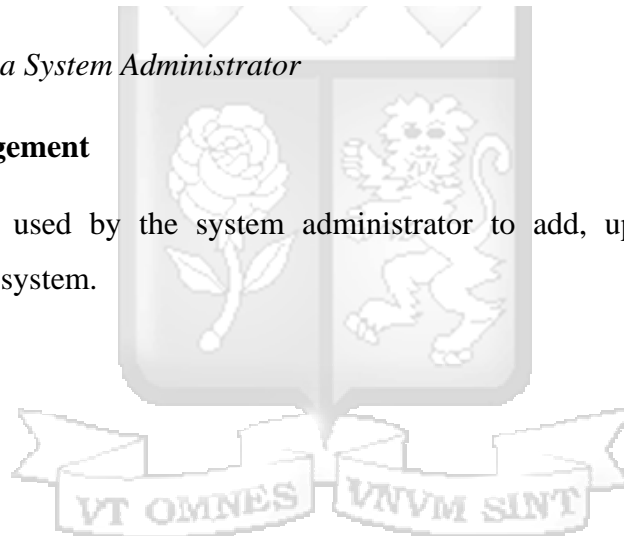 a System Administrator
gement
used by the system administrator to add, up
system.
VT OMNES VNVM SINT